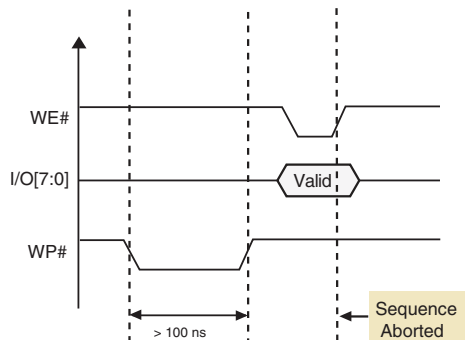 WE#
I/O[7:0]
Valid
WP#
> 100 ns
Sequence
Aborted